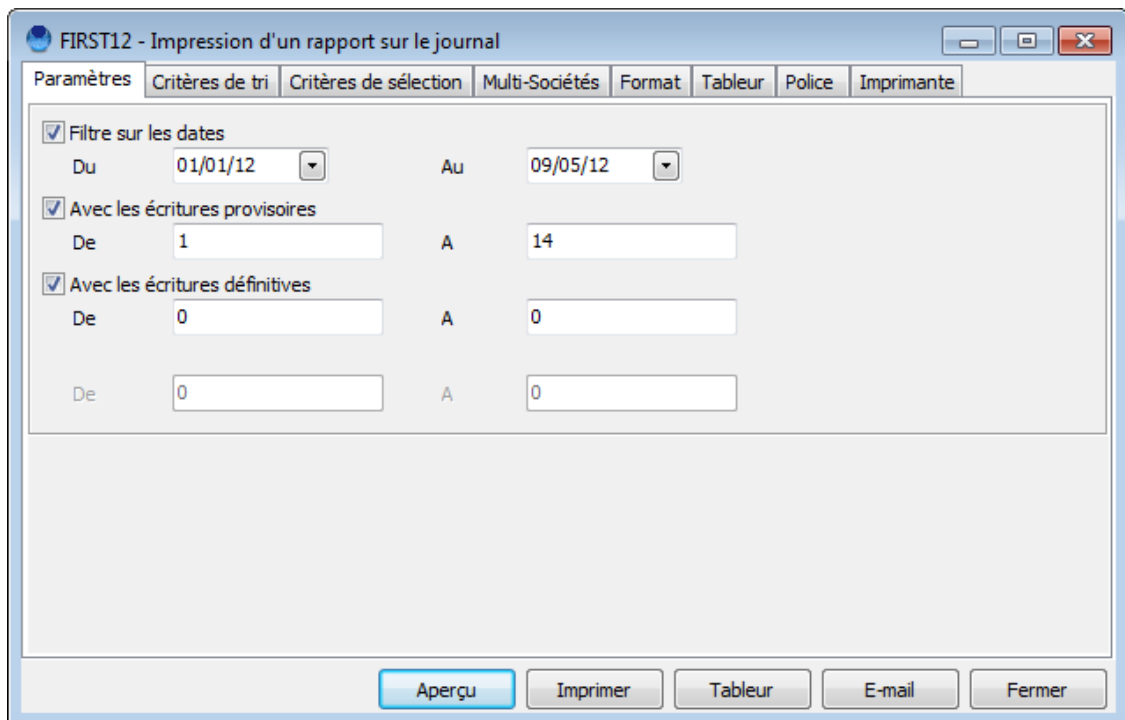 FIRST12 - Impression d'un rapport sur le journal
Paramètres Critères de tri Critères de sélection Multi-Sociétés Format Tableur Police Imprimante
Filtre sur les dates
Du 01/01/12 Au 09/05/12
Avec les écritures provisoires
De 1 A 14
Avec les écritures définitives
De 0 A 0
De 0 A 0
Aperçu Imprimer Tableur E-mail Fermer